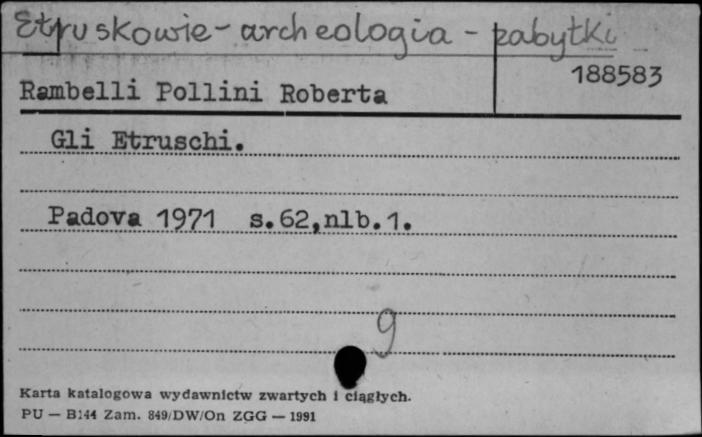 Etruskowie - archeologia - zabytki
188583
Rambelli Pollini Roberta
Gli Etruschi.
Padova 1971 s.62,nlb.1.
9
Karta katalogowa wydawnictw zwartych i ciągłych.
PU — B144 Zam. 849/DW/On ZGG — 1991